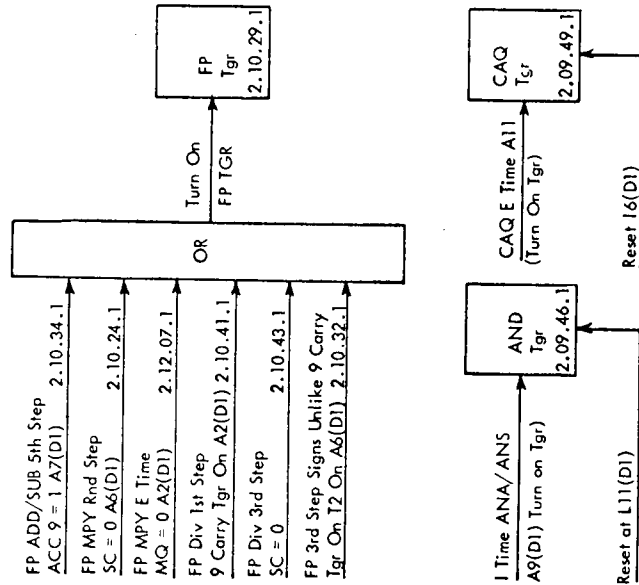 FP ADD/SUB 5th Step
ACC 9 = 1 A7(D1) 2.10.34.1
FP MPY Rnd Step
SC = 0 A6(D1) 2.10.24.1
FP MPY E Time
MQ = 0 A2(D1) 2.12.07.1
FP Div 1st Step
9 Carry Tgr On A2(D1) 2.10.41.1
FP Div 3rd Step
SC = 0 2.10.43.1
FP 3rd Step Signs Unlike 9 Carry
Tgr On T2 On A6(D1) 2.10.32.1
OR
Turn On
FP TGR
FP
Tgr
2.10.29.1
I Time ANA/ANS
A9(D1) Turn on Tgr)
AND
Tgr
2.09.46.1
Reset at L11(D1)
CAQ E Time A11
(Turn On Tgr)
CAQ
Tgr
2.09.49.1
Reset I6(D1)